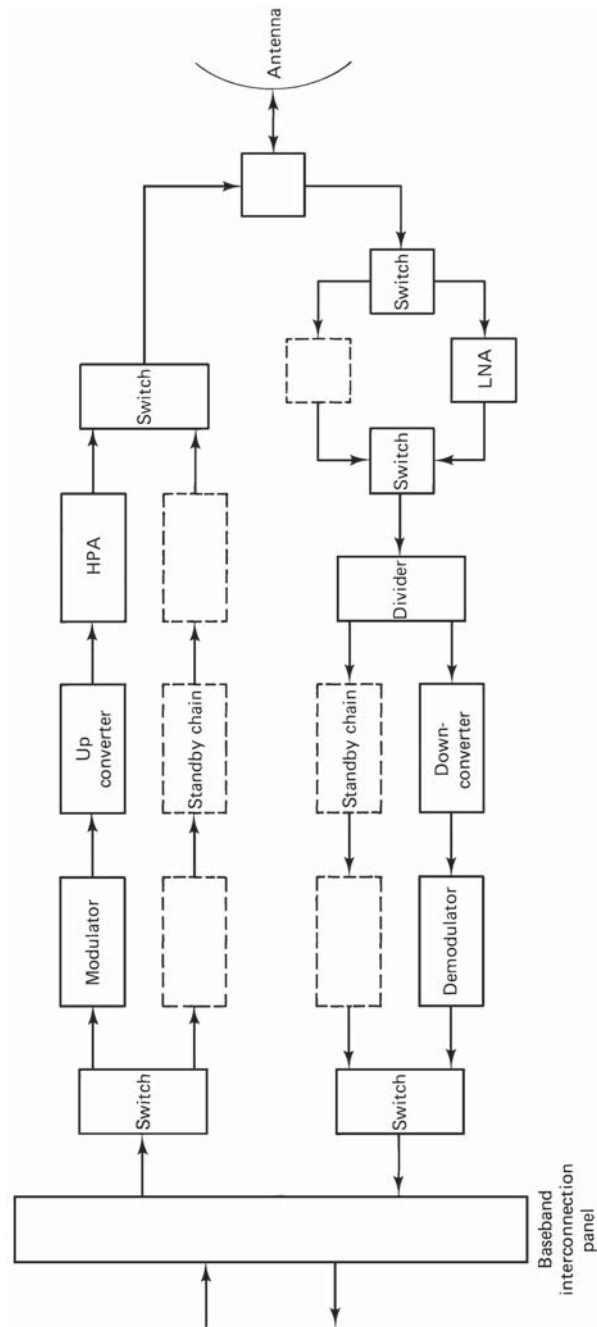 Modulator
Up
converter
HPA
Switch
Switch
Standby chain
Antenna
Switch
LNA
Switch
Divider
Standby chain
Down-
converter
Demodulator
Switch
Baseband
interconnection
panel